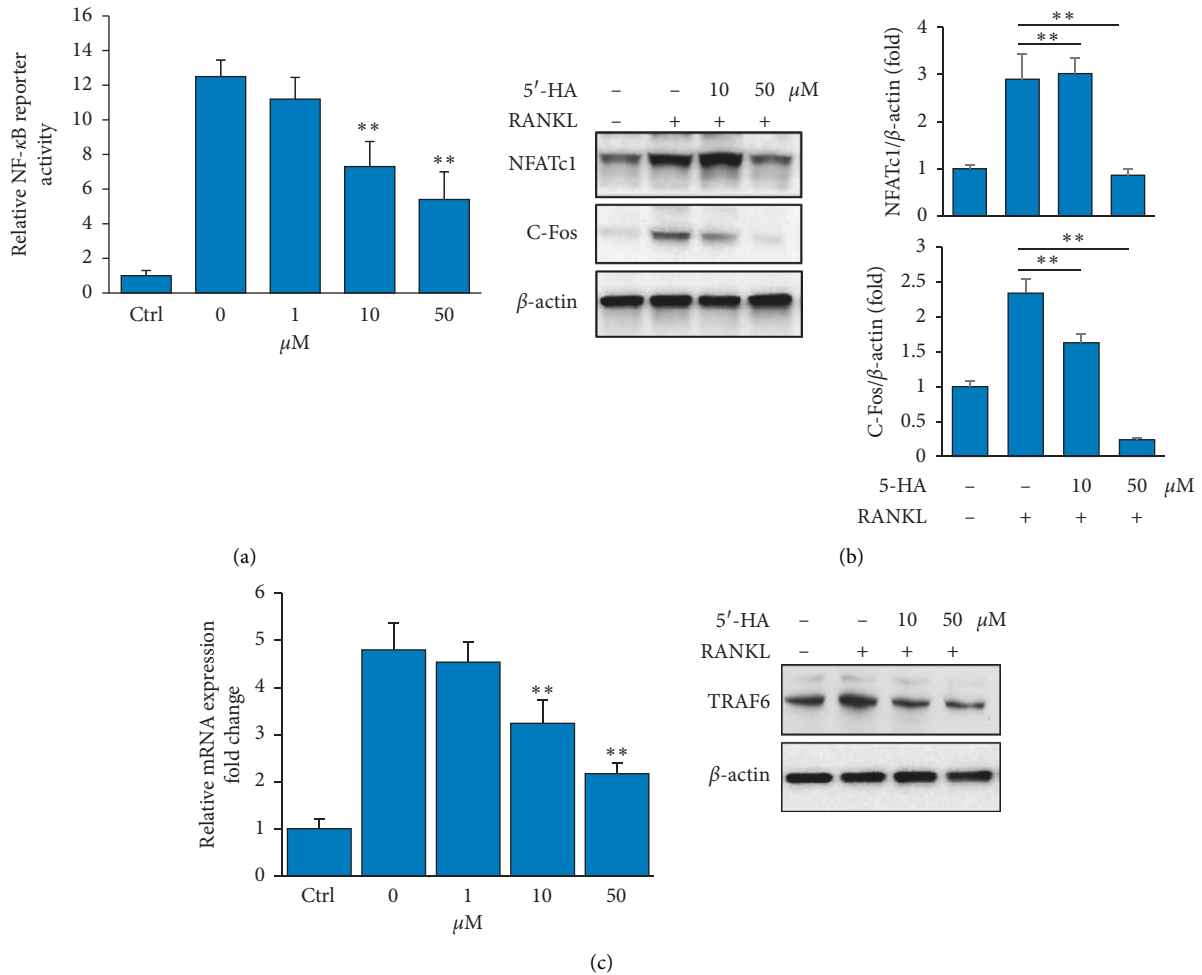 Relative NF-κB reporter
activity
16
14
12
10
8
6
4
2
0
Ctrl 0 1 10 50
μM
** **
(a)
5′-HA – – 10 50 μM
RANKL – + + +
NFATc1
C-Fos
β-actin
NFATc1/β-actin (fold)
4
3
2
1
0
**
**
C-Fos/β-actin (fold)
3
2.5
2
1.5
1
0.5
0
**
**
5-HA – – 10 50 μM
RANKL – + + +
(b)
Relative mRNA expression
fold change
6
5
4
3
2
1
0
** **
Ctrl 0 1 10 50
μM
5′-HA – – 10 50 μM
RANKL – + + +
TRAF6
β-actin
(c)